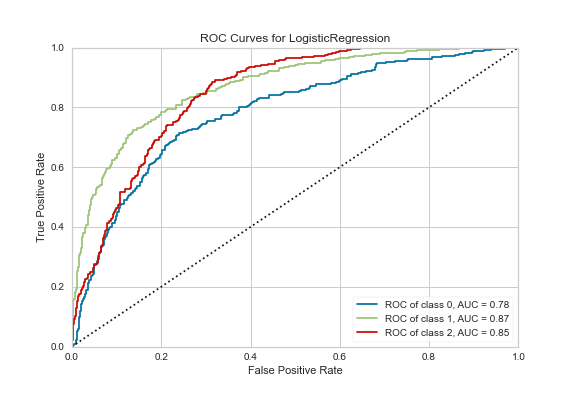 ROC Curves for LogisticRegression
1.0
0.8
0.6
0.4
0.2
0.0
True Positive Rate
ROC of class 0, AUC = 0.78
ROC of class 1, AUC = 0.87
ROC of class 2, AUC = 0.85
0.0 0.2 0.4 0.6 0.8 1.0
False Positive Rate